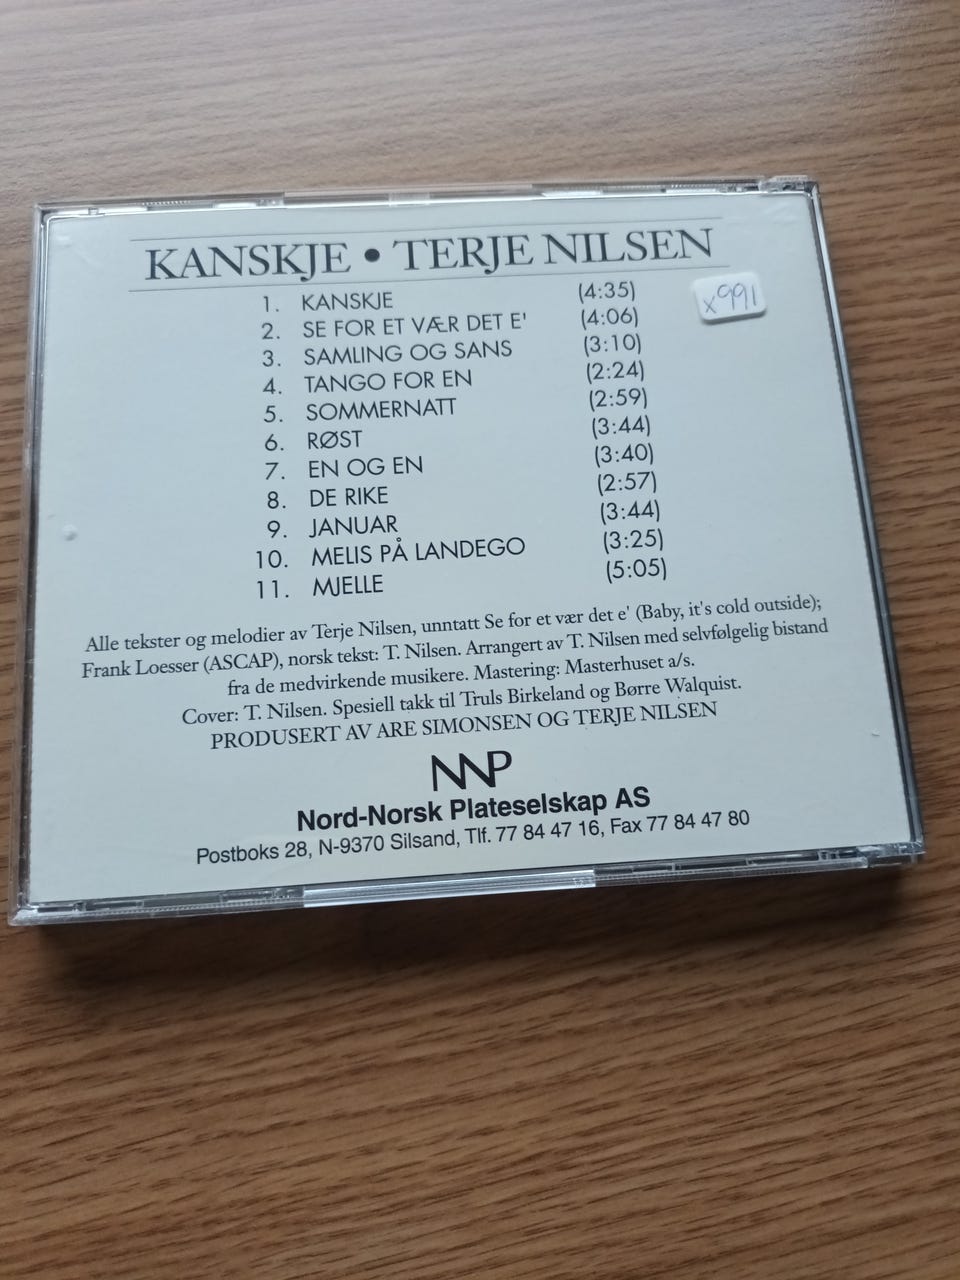 KANSKJE • TERJE NILSEN
x991
1. KANSKJE (4:35)
2. SE FOR ET VÆR DET E' (4:06)
3. SAMLING OG SANS (3:10)
4. TANGO FOR EN (2:24)
5. SOMMERNATT (2:59)
6. RØST (3:44)
7. EN OG EN (3:40)
8. DE RIKE (2:57)
9. JANUAR (3:44)
10. MELIS PÅ LANDEGO (3:25)
11. MJELLE (5:05)
Alle tekster og melodier av Terje Nilsen, unntatt Se for et vær det e' (Baby, it's cold outside);
Frank Loesser (ASCAP), norsk tekst: T. Nilsen. Arrangert av T. Nilsen med selvfølgelig bistand
fra de medvirkende musikere. Mastering: Masterhuset a/s.
Cover: T. Nilsen. Spesiell takk til Truls Birkeland og Børre Walquist.
PRODUSERT AV ARE SIMONSEN OG TERJE NILSEN
NNP
Nord-Norsk Plateselskap AS
Postboks 28, N-9370 Silsand, Tlf. 77 84 47 16, Fax 77 84 47 80